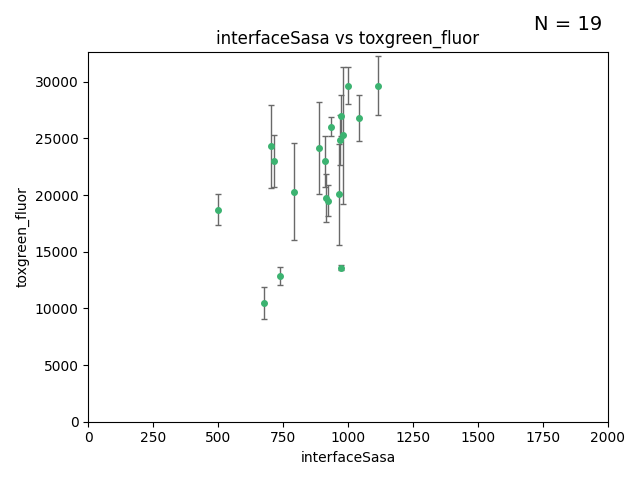 N = 19
interfaceSasa vs toxgreen_fluor
30000
25000
20000
15000
10000
5000
0
toxgreen_fluor
0 250 500 750 1000 1250 1500 1750 2000
interfaceSasa